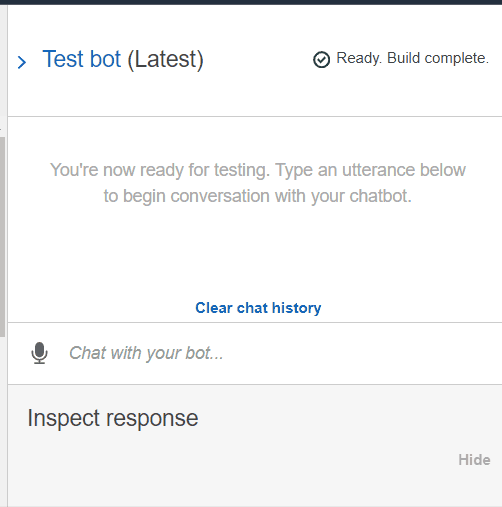 Test bot (Latest)
Ready. Build complete.
You're now ready for testing. Type an utterance below
to begin conversation with your chatbot.
Clear chat history
Chat with your bot...
Inspect response
Hide